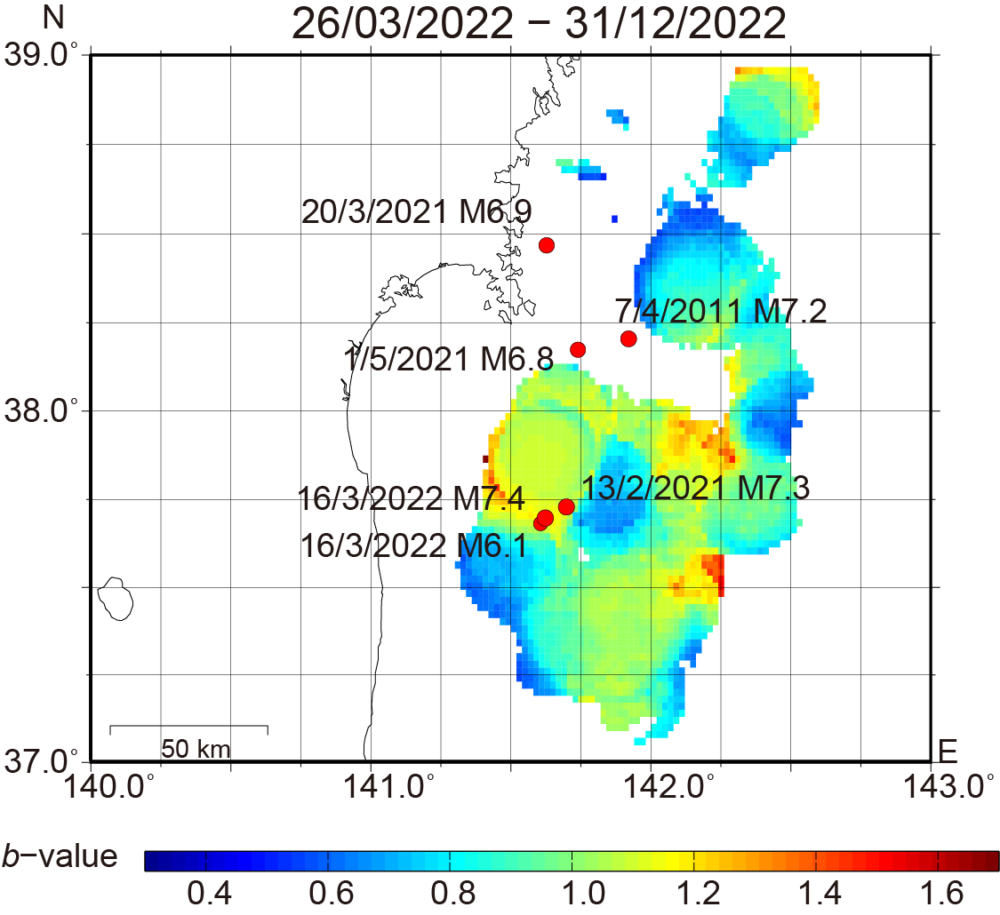 26/03/2022 − 31/12/2022
N
39.0°
20/3/2021 M6.9
7/4/2011 M7.2
1/5/2021 M6.8
38.0°
13/2/2021 M7.3
16/3/2022 M7.4
16/3/2022 M6.1
50 km
37.0°
E
140.0° 141.0° 142.0° 143.0°
b−value
0.4 0.6 0.8 1.0 1.2 1.4 1.6